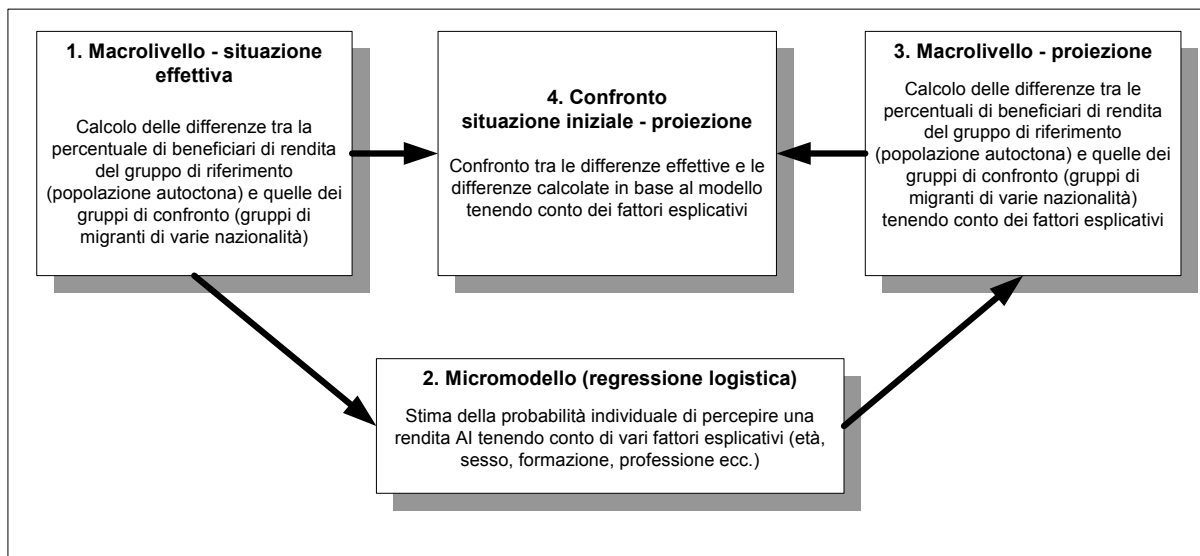 1. Macrolivello - situazione
effettiva
Calcolo delle differenze tra la
percentuale di beneficiari di rendita
del gruppo di riferimento
(popolazione autoctona) e quelle dei
gruppi di confronto (gruppi di
migranti di varie nazionalità)
2. Micromodello (regressione logistica)
Stima della probabilità individuale di percepire una
rendita AI tenendo conto di vari fattori esplicativi (età,
sesso, formazione, professione ecc.)
3. Macrolivello - proiezione
Calcolo delle differenze tra le
percentuali di beneficiari di rendita
del gruppo di riferimento
(popolazione autoctona) e quelle dei
gruppi di confronto (gruppi di
migranti di varie nazionalità)
tenendo conto dei fattori esplicativi
4. Confronto
situazione iniziale - proiezione
Confronto tra le differenze effettive e le
differenze calcolate in base al modello
tenendo conto dei fattori esplicativi